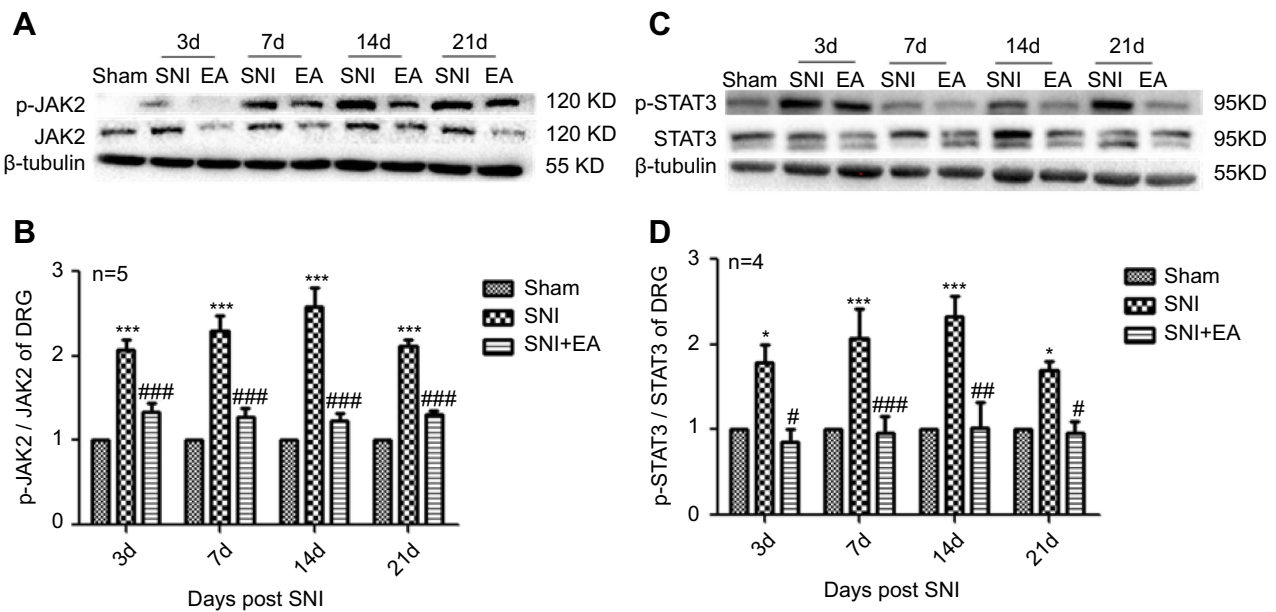 A
3d 7d 14d 21d
Sham SNI EA SNI EA SNI EA SNI EA
p-JAK2 120 KD
JAK2 120 KD
β-tubulin 55 KD
B
n=5
3
2
1
0
p-JAK2 / JAK2 of DRG
*** *** *** ***
### ### ### ###
Sham
SNI
SNI+EA
3d 7d 14d 21d
Days post SNI
C
3d 7d 14d 21d
Sham SNI EA SNI EA SNI EA SNI EA
p-STAT3 95KD
STAT3 95KD
β-tubulin 55KD
D
n=4
3
2
1
0
p-STAT3 / STAT3 of DRG
* *** *** *
# ### ## #
Sham
SNI
SNI+EA
3d 7d 14d 21d
Days post SNI